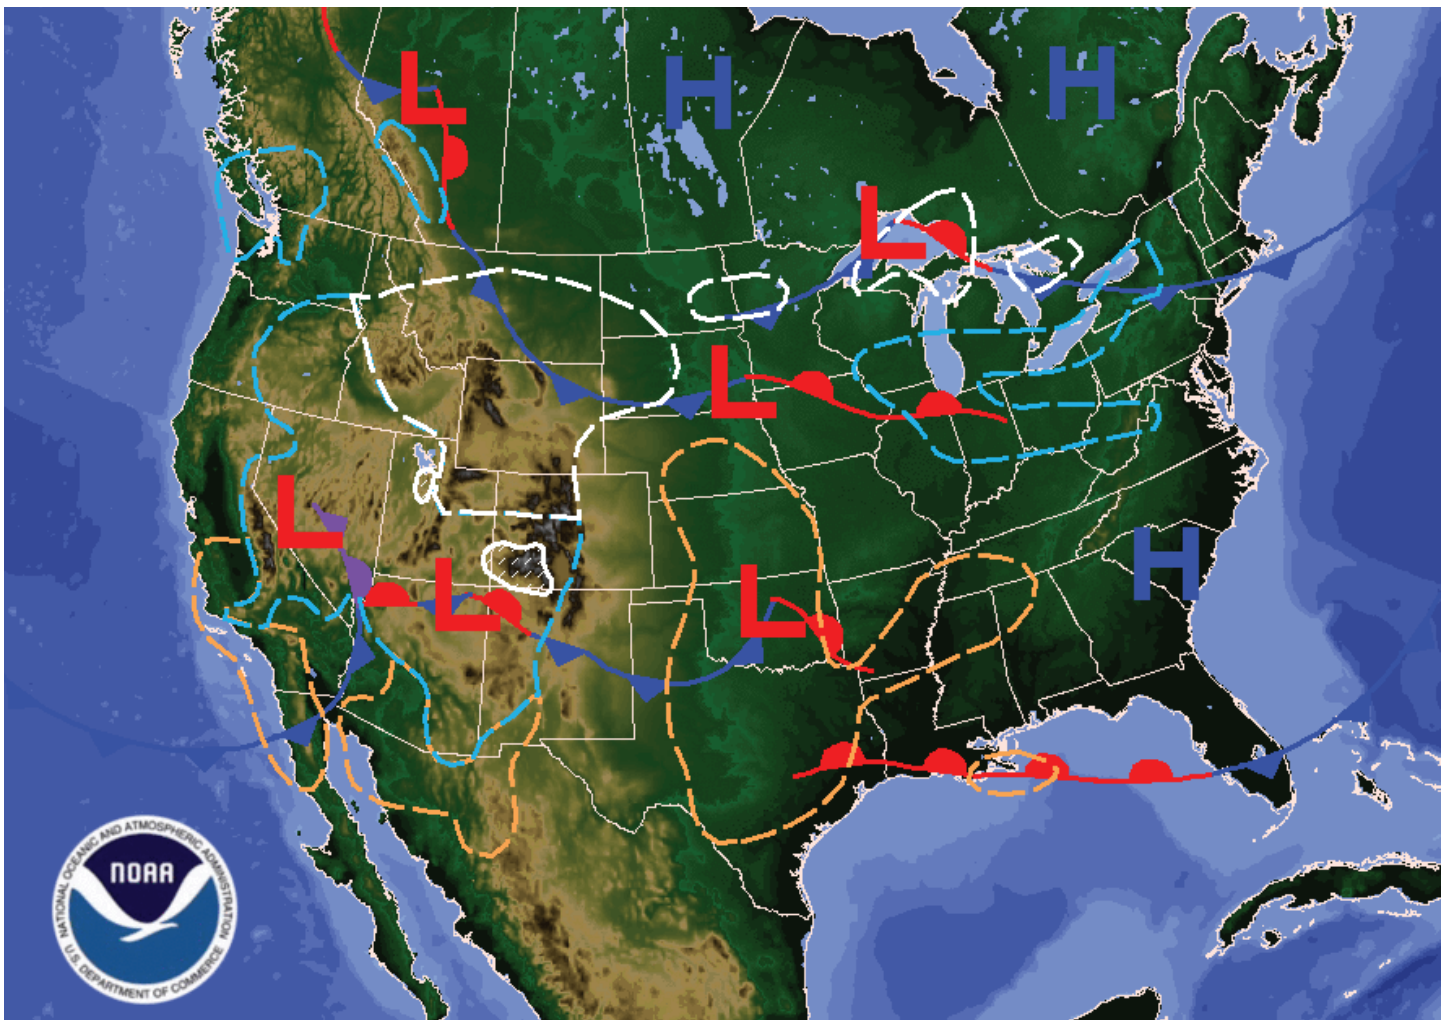 H
H
L
L
L
L
L
L
H
NOAA
NATIONAL OCEANIC AND ATMOSPHERIC ADMINISTRATION
U.S. DEPARTMENT OF COMMERCE